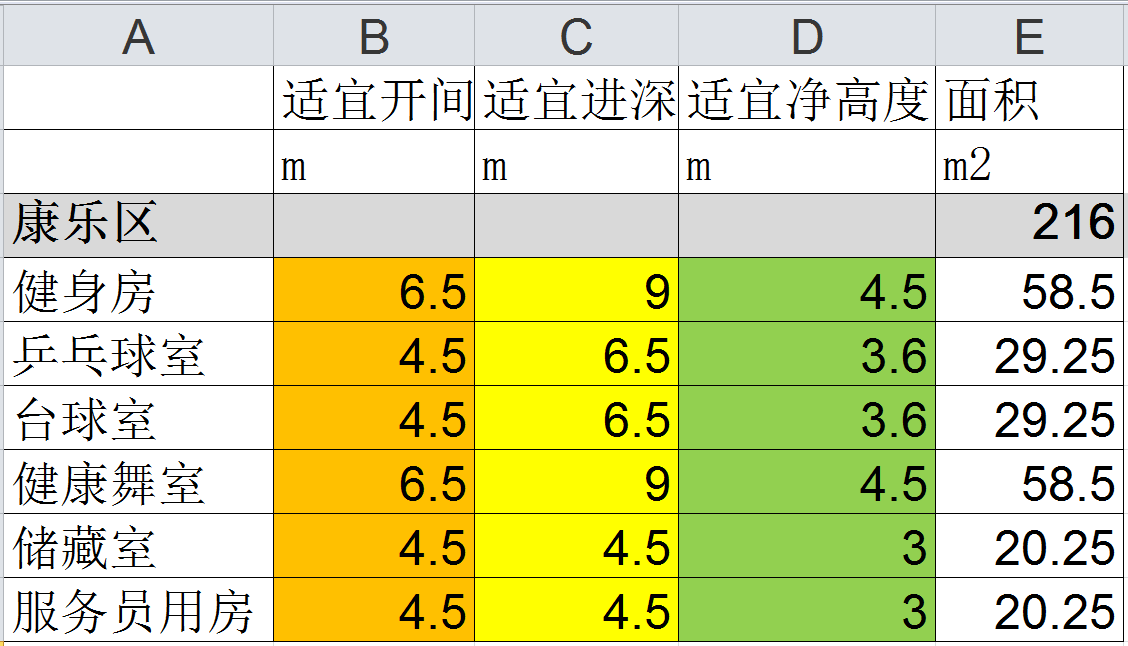 A B C D E
适宜开间 适宜进深 适宜净高度 面积
m m m m2
康乐区 216
健身房 6.5 9 4.5 58.5
乒乓球室 4.5 6.5 3.6 29.25
台球室 4.5 6.5 3.6 29.25
健康舞室 6.5 9 4.5 58.5
储藏室 4.5 4.5 3 20.25
服务员用房 4.5 4.5 3 20.25